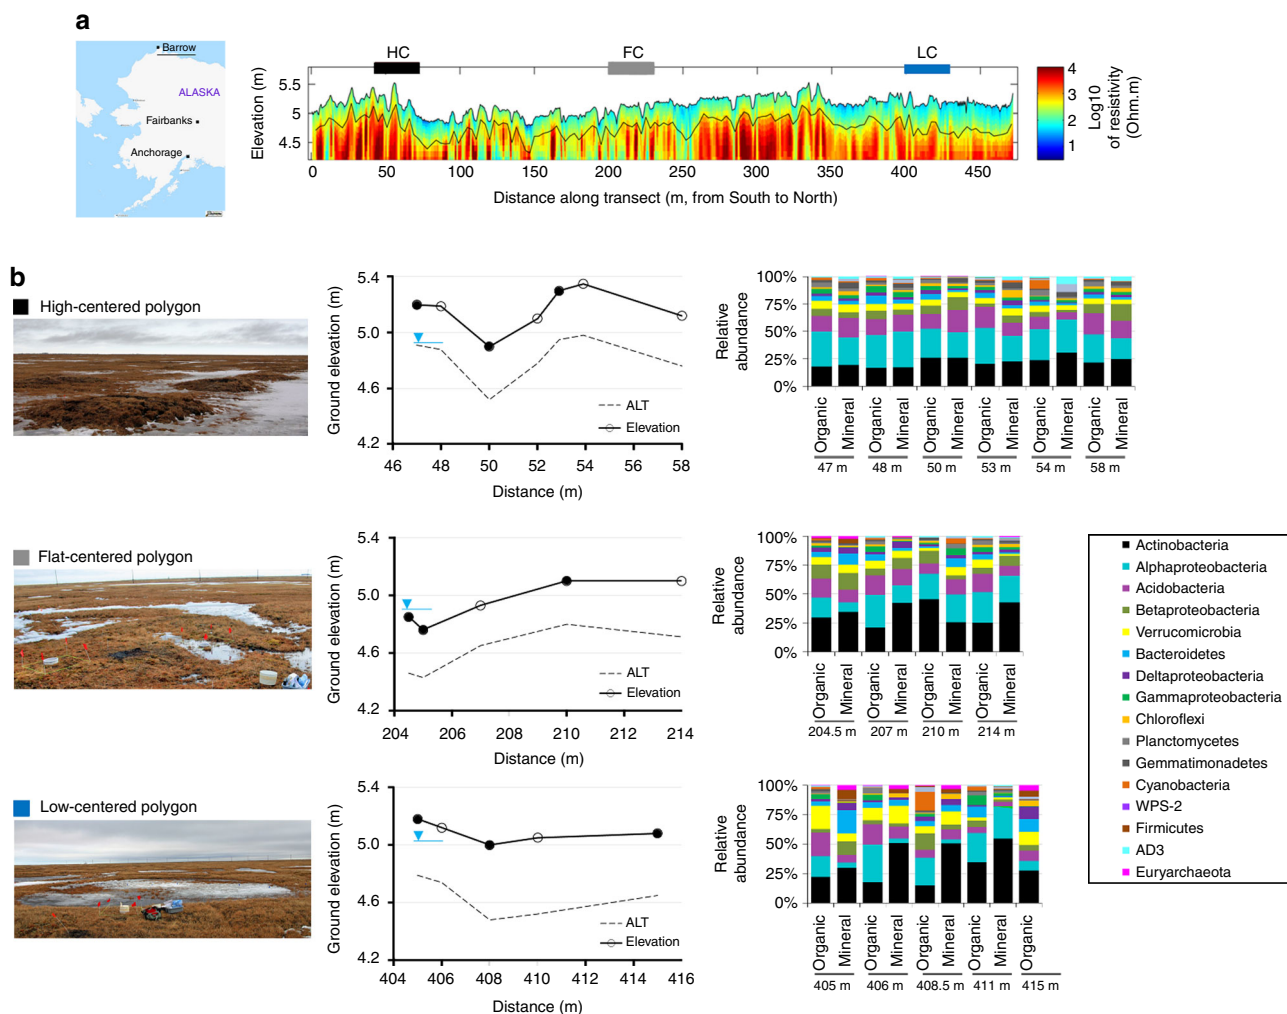 a
Barrow
ALASKA
Fairbanks
Anchorage
HC
FC
LC
Elevation (m)
5.5
5
4.5
0
50
100
150
200
250
300
350
400
450
Distance along transect (m, from South to North)
4
3
2
1
Log10
of resistivity
(Ohm.m)
b
High-centered polygon
Ground elevation (m)
5.4
5.0
4.6
4.2
ALT
Elevation
46
48
50
52
54
56
58
Distance (m)
Relative
abundance
100%
75%
50%
25%
0%
Organic
Mineral
Organic
Mineral
Organic
Mineral
Organic
Mineral
Organic
Mineral
Organic
Mineral
47 m
48 m
50 m
53 m
54 m
58 m
Flat-centered polygon
Ground elevation (m)
5.4
5.0
4.6
4.2
ALT
Elevation
204
206
208
210
212
214
Distance (m)
Relative
abundance
100%
75%
50%
25%
0%
Organic
Mineral
Organic
Mineral
Organic
Mineral
Organic
Mineral
204.5 m
207 m
210 m
214 m
Low-centered polygon
Ground elevation (m)
5.4
5.0
4.6
4.2
ALT
Elevation
404
406
408
410
412
414
416
Distance (m)
Relative
abundance
100%
75%
50%
25%
0%
Organic
Mineral
Organic
Mineral
Organic
Mineral
Organic
Mineral
Organic
405 m
406 m
408.5 m
411 m
415 m
Actinobacteria
Alphaproteobacteria
Acidobacteria
Betaproteobacteria
Verrucomicrobia
Bacteroidetes
Deltaproteobacteria
Gammaproteobacteria
Chloroflexi
Planctomycetes
Gemmatimonadetes
Cyanobacteria
WPS-2
Firmicutes
AD3
Euryarchaeota